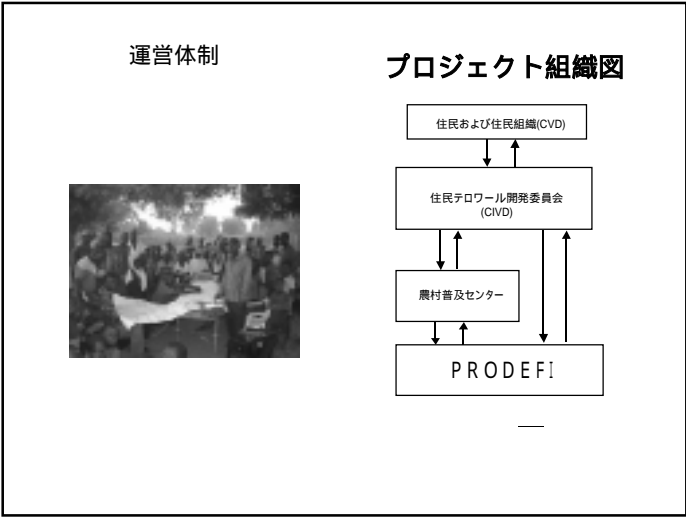 運営体制
プロジェクト組織図
住民および住民組織(CVD)
住民テロワール開発委員会
(CIVD)
農村普及センター
PRODEFI